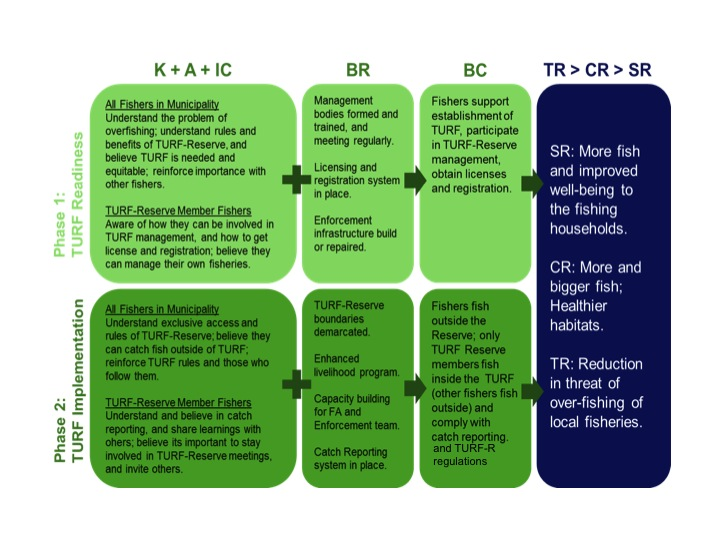 K + A + IC
BR
BC
TR > CR > SR
Phase 1:
TURF Readiness
All Fishers in Municipality
Understand the problem of
overfishing; understand rules and
benefits of TURF-Reserve, and
believe TURF is needed and
equitable; reinforce importance with
other fishers.
TURF-Reserve Member Fishers
Aware of how they can be involved in
TURF management, and how to get
license and registration; believe they
can manage their own fisheries.
Management
bodies formed and
trained, and
meeting regularly.
Licensing and
registration system
in place.
Enforcement
infrastructure build
or repaired.
Fishers support
establishment of
TURF, participate
in TURF-Reserve
management,
obtain licenses
and registration.
Phase 2:
TURF Implementation
All Fishers in Municipality
Understand exclusive access and
rules of TURF-Reserve; believe they
can catch fish outside of TURF;
reinforce TURF rules and those who
follow them.
TURF-Reserve Member Fishers
Understand and believe in catch
reporting, and share learnings with
others; believe its important to stay
involved in TURF-Reserve meetings,
and invite others.
TURF-Reserve
boundaries
demarcated.
Enhanced
livelihood program.
Capacity building
for FA and
Enforcement team.
Catch Reporting
system in place.
Fishers fish
outside the
Reserve; only
TURF Reserve
members fish
inside the TURF
(other fishers fish
outside) and
comply with
catch reporting.
and TURF-R
regulations
SR: More fish
and improved
well-being to
the fishing
households.
CR: More and
bigger fish;
Healthier
habitats.
TR: Reduction
in threat of
over-fishing of
local fisheries.